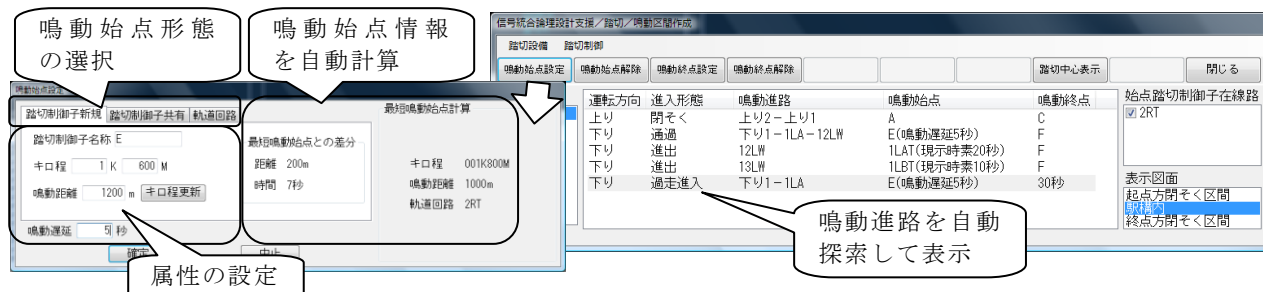 鳴動始点形態
の選択
鳴動始点情報
を自動計算
信号統合論理設計支援／踏切／鳴動区間作成
踏切設備 踏切制御
鳴動始点設定 鳴動始点解除 鳴動終点設定 鳴動終点解除 踏切中心表示 閉じる
鳴動始点設定
踏切制御子新規 踏切制御子共有 軌道回路
踏切制御子名称 E
キロ程 1 K 600 M
鳴動距離 1200 m キロ程更新
鳴動遅延 5 秒
確定 中止
最短鳴動始点との差分
距離 200m
時間 7秒
最短鳴動始点計算
キロ程 001K800M
鳴動距離 1000m
軌道回路 2RT
運転方向 進入形態 鳴動進路 鳴動始点 鳴動終点
上り 閉そく 上り2－上り1 A C
下り 通過 下り1－1LA－12LW E(鳴動遅延5秒) F
下り 進出 12LW 1LAT(現示時素20秒) F
下り 進出 13LW 1LBT(現示時素10秒) F
下り 過走進入 下り1－1LA E(鳴動遅延5秒) 30秒
始点踏切制御子在線路
2RT
表示図面
起点方閉そく区間
駅構内
終点方閉そく区間
鳴動進路を自動
探索して表示
属性の設定